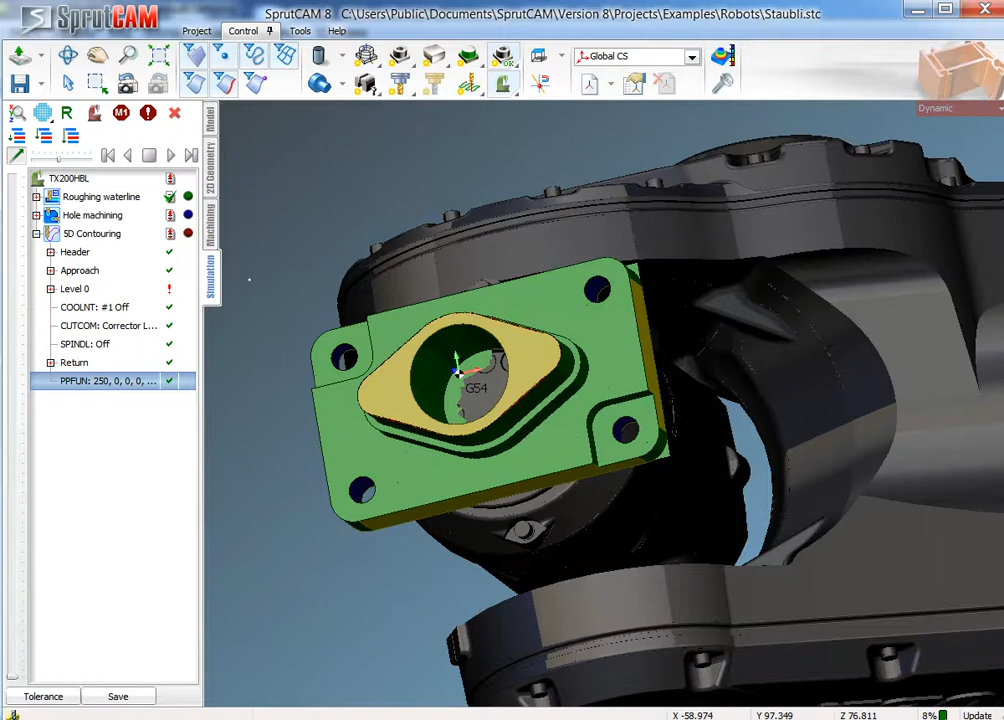 SprutCAM
SprutCAM 8 C:\Users\Public\Documents\SprutCAM\Version 8\Projects\Examples\Robots\Staubli.stc
Project Control Tools Help
Global CS
Dynamic
R M1
Model
2D Geometry
Machining
Simulation
TX200HBL
Roughing waterline
Hole machining
5D Contouring
Header
Approach
Level 0
COOLNT: #1 Off
CUTCOM: Corrector L...
SPINDL: Off
Return
PPFUN: 250, 0, 0, 0, ...
G54
Tolerance Save
X -58.974 Y 97.349 Z 76.811 8% Update